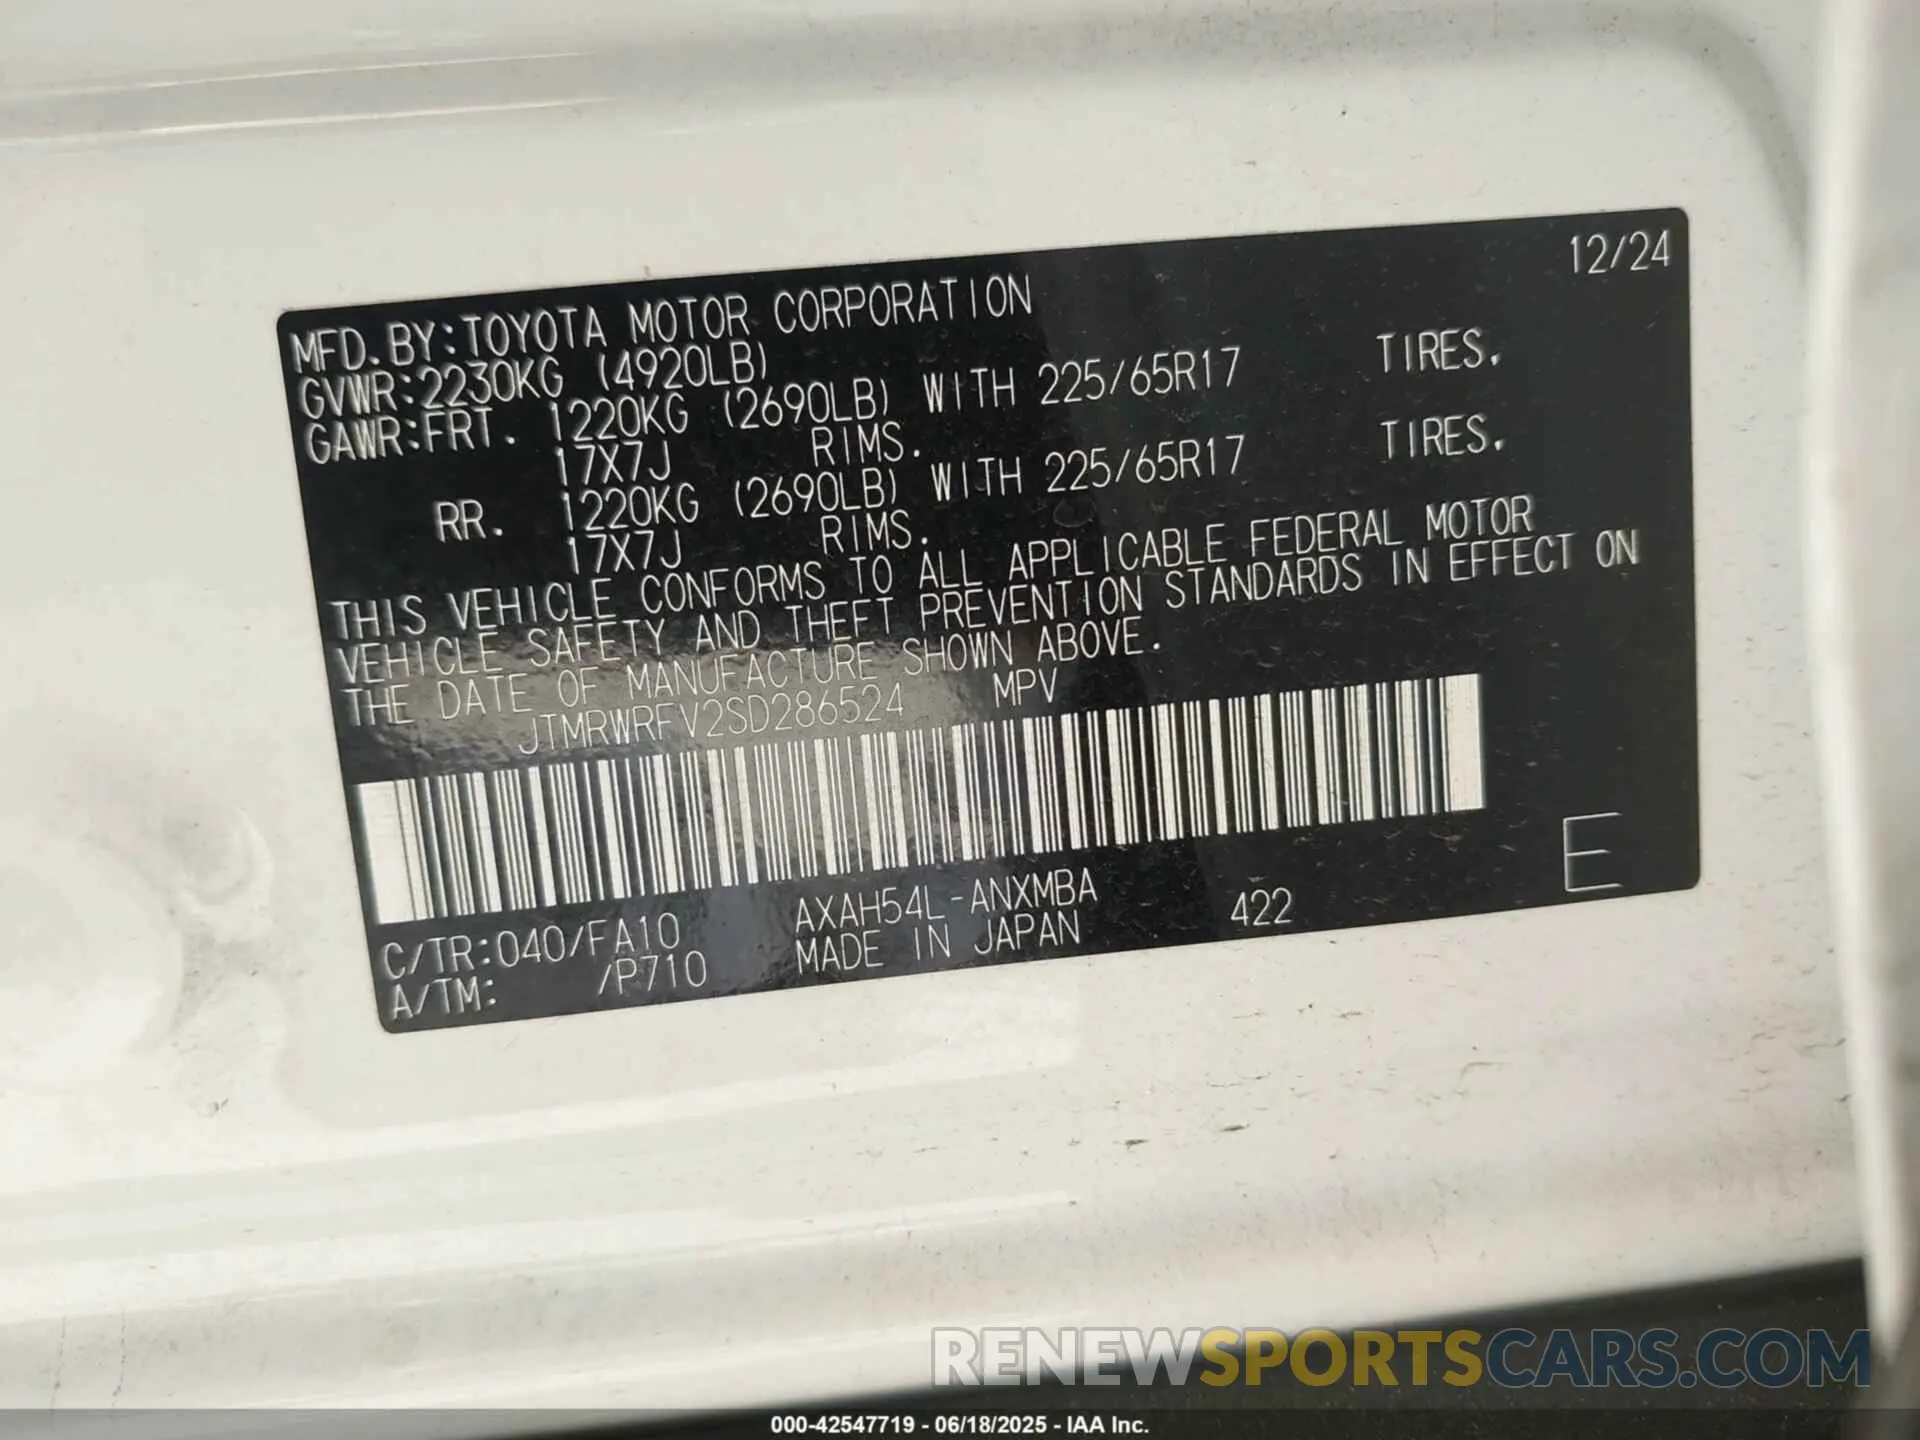 12/24
MFD. BY: TOYOTA MOTOR CORPORATION
GVWR: 2230KG (4920LB)
GAWR: FRT. 1220KG (2690LB) WITH 225/65R17 TIRES.
17X7J RIMS.
RR. 1220KG (2690LB) WITH 225/65R17 TIRES.
17X7J RIMS.
THIS VEHICLE CONFORMS TO ALL APPLICABLE FEDERAL MOTOR
VEHICLE SAFETY AND THEFT PREVENTION STANDARDS IN EFFECT ON
THE DATE OF MANUFACTURE SHOWN ABOVE.
JTMRWRFV2SD286524 MPV
E
C/TR: 040/FA10 AXAH54L-ANXMBA 422
A/TM: /P710 MADE IN JAPAN
RENEWSPORTSCARS.COM
000-42547719 - 06/18/2025 - IAA Inc.